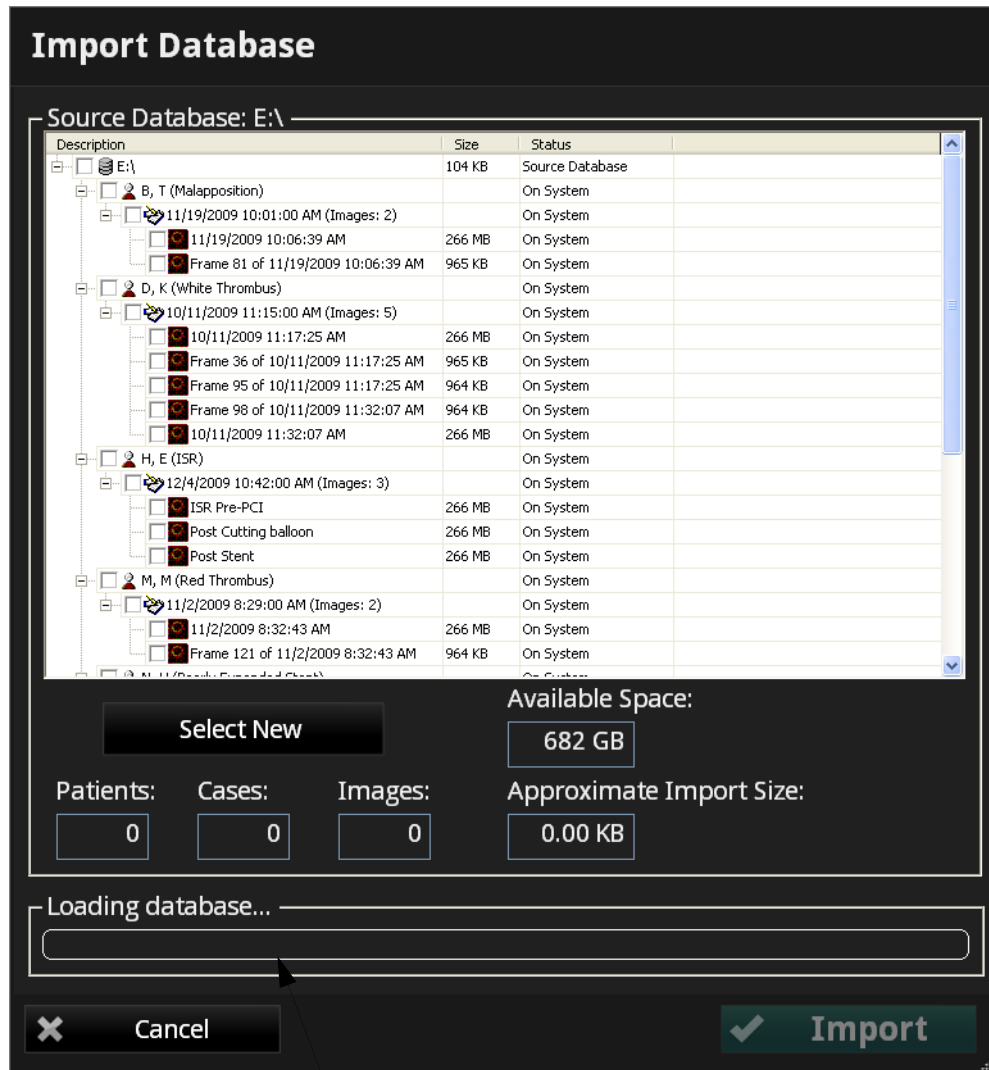 Import Database
Source Database: E:\
Description Size Status
E:\ 104 KB Source Database
B, T (Malapposition) On System
11/19/2009 10:01:00 AM (Images: 2) On System
11/19/2009 10:06:39 AM 266 MB On System
Frame 81 of 11/19/2009 10:06:39 AM 965 KB On System
D, K (White Thrombus) On System
10/11/2009 11:15:00 AM (Images: 5) On System
10/11/2009 11:17:25 AM 266 MB On System
Frame 36 of 10/11/2009 11:17:25 AM 965 KB On System
Frame 95 of 10/11/2009 11:17:25 AM 964 KB On System
Frame 98 of 10/11/2009 11:32:07 AM 964 KB On System
10/11/2009 11:32:07 AM 266 MB On System
H, E (ISR) On System
12/4/2009 10:42:00 AM (Images: 3) On System
ISR Pre-PCI 266 MB On System
Post Cutting balloon 266 MB On System
Post Stent 266 MB On System
M, M (Red Thrombus) On System
11/2/2009 8:29:00 AM (Images: 2) On System
11/2/2009 8:32:43 AM 266 MB On System
Frame 121 of 11/2/2009 8:32:43 AM 964 KB On System
Select New
Available Space:
682 GB
Patients: Cases: Images: Approximate Import Size:
0 0 0 0.00 KB
Loading database...
Cancel Import